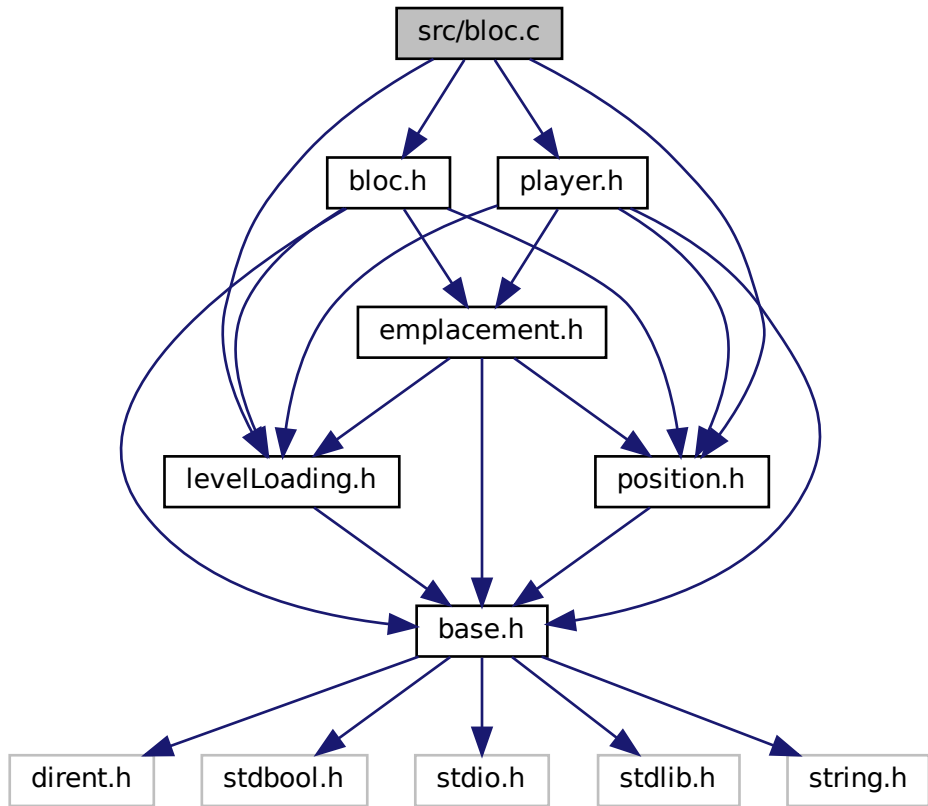 src/bloc.c
bloc.h
player.h
emplacement.h
levelLoading.h
position.h
base.h
dirent.h
stdbool.h
stdio.h
stdlib.h
string.h